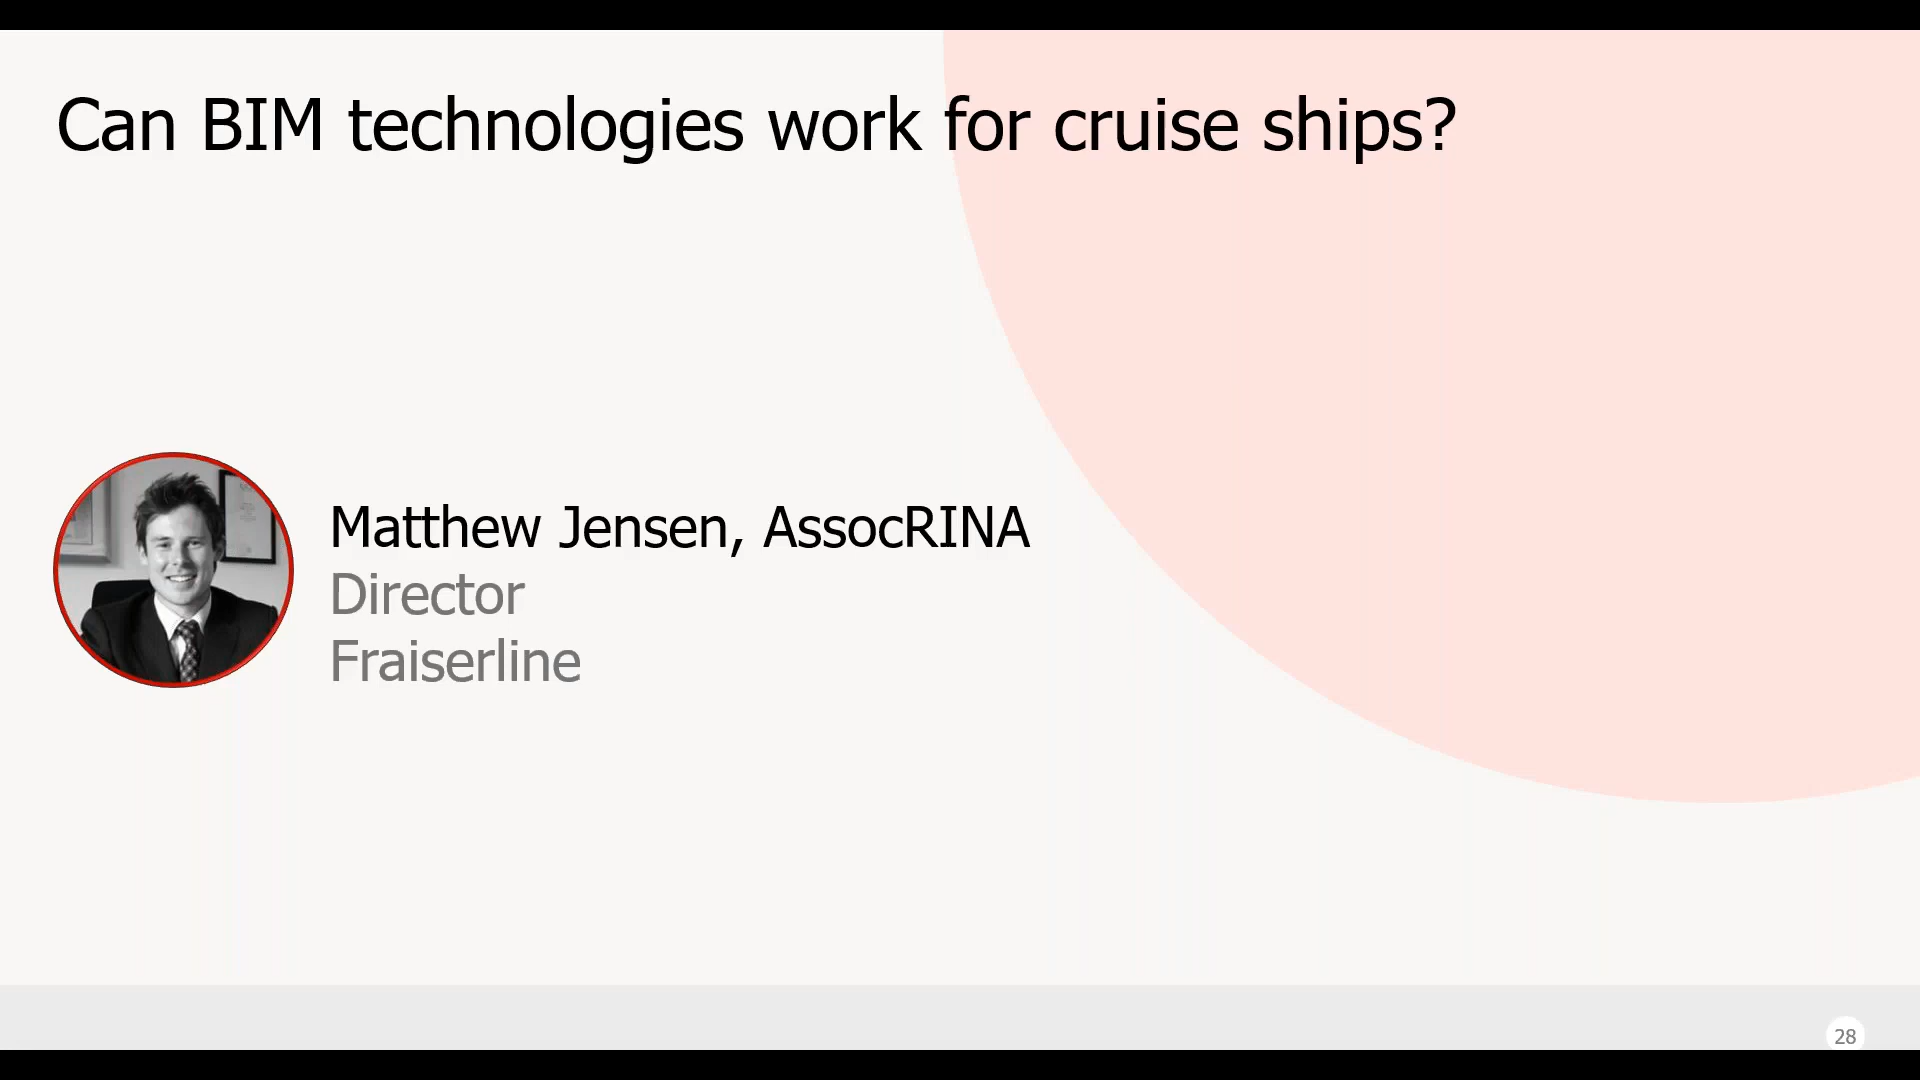 Can BIM technologies work for cruise ships?
Matthew Jensen, AssocRINA
Director
Fraiserline
28